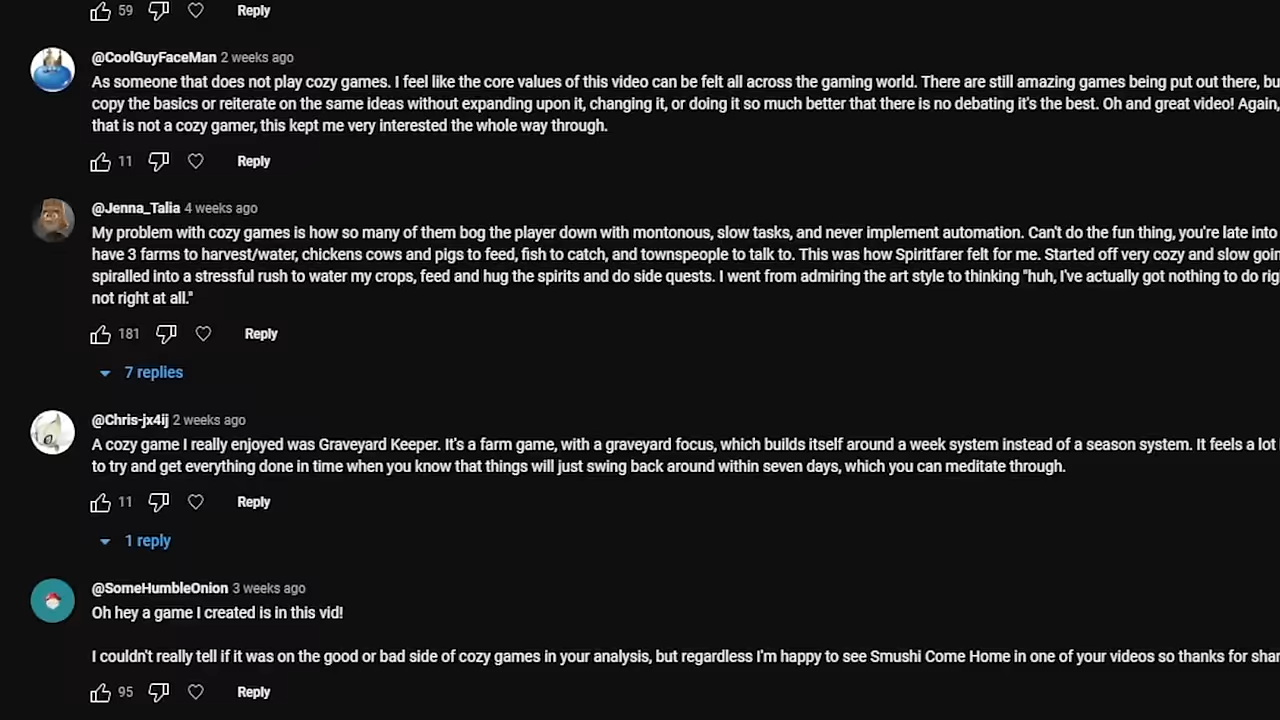 59 Reply
@CoolGuyFaceMan 2 weeks ago
As someone that does not play cozy games. I feel like the core values of this video can be felt all across the gaming world. There are still amazing games being put out there, bu
copy the basics or reiterate on the same ideas without expanding upon it, changing it, or doing it so much better that there is no debating it's the best. Oh and great video! Again,
that is not a cozy gamer, this kept me very interested the whole way through.
11 Reply
@Jenna_Talia 4 weeks ago
My problem with cozy games is how so many of them bog the player down with montonous, slow tasks, and never implement automation. Can't do the fun thing, you're late into
have 3 farms to harvest/water, chickens cows and pigs to feed, fish to catch, and townspeople to talk to. This was how Spiritfarer felt for me. Started off very cozy and slow goin
spiralled into a stressful rush to water my crops, feed and hug the spirits and do side quests. I went from admiring the art style to thinking "huh, I've actually got nothing to do rig
not right at all."
181 Reply
7 replies
@Chris-jx4ij 2 weeks ago
A cozy game I really enjoyed was Graveyard Keeper. It's a farm game, with a graveyard focus, which builds itself around a week system instead of a season system. It feels a lot
to try and get everything done in time when you know that things will just swing back around within seven days, which you can meditate through.
11 Reply
1 reply
@SomeHumbleOnion 3 weeks ago
Oh hey a game I created is in this vid!
I couldn't really tell if it was on the good or bad side of cozy games in your analysis, but regardless I'm happy to see Smushi Come Home in one of your videos so thanks for shar
95 Reply